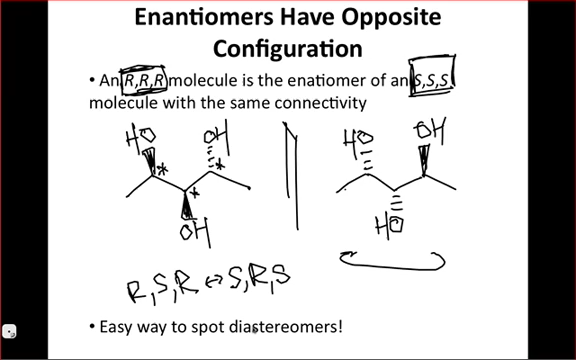 Enantiomers Have Opposite
Configuration
• An R,R,R molecule is the enatiomer of an S,S,S
molecule with the same connectivity
HO OH HO OH
* *
*
OH HO
R,S,R ↔ S,R,S
• Easy way to spot diastereomers!